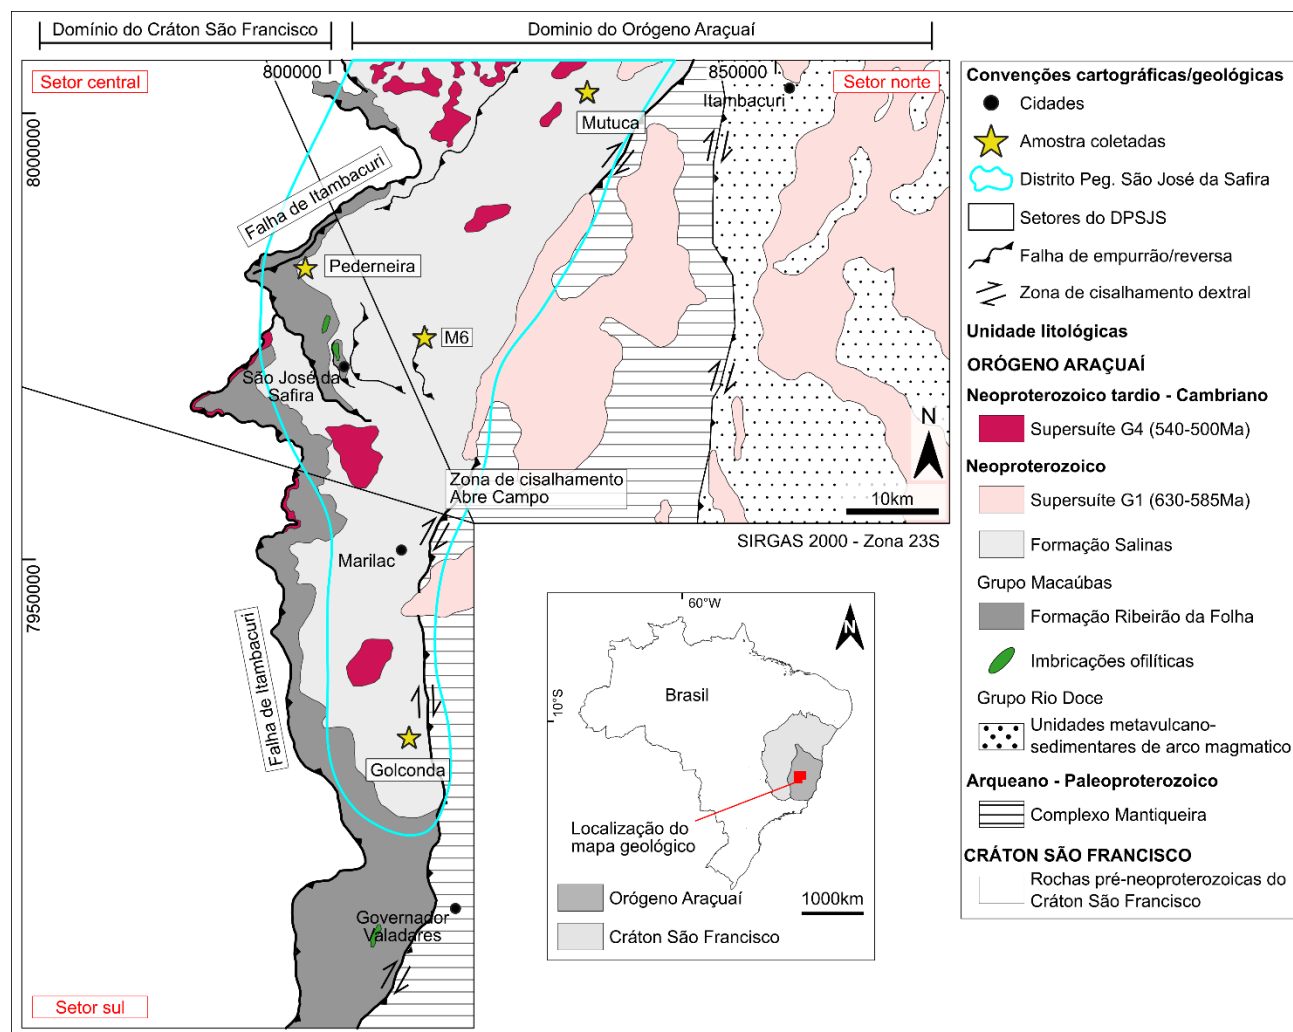 Domínio do Cráton São Francisco
Dominio do Orógeno Araçuaí
Setor central
800000
850000
Setor norte
Itambacuri
Mutuca
8000000
Falha de Itambacuri
Pederneira
M6
São José da
Safira
N
10km
Zona de cisalhamento
Abre Campo
SIRGAS 2000 - Zona 23S
Marilac
7950000
Falha de Itambacuri
Golconda
Governador
Valadares
Setor sul
60°W
N
10°S
Brasil
Localização do
mapa geológico
Orógeno Araçuaí
Cráton São Francisco
1000km
Convenções cartográficas/geológicas
Cidades
Amostra coletadas
Distrito Peg. São José da Safira
Setores do DPSJS
Falha de empurrão/reversa
Zona de cisalhamento dextral
Unidade litológicas
ORÓGENO ARAÇUAÍ
Neoproterozoico tardio - Cambriano
Supersuíte G4 (540-500Ma)
Neoproterozoico
Supersuíte G1 (630-585Ma)
Formação Salinas
Grupo Macaúbas
Formação Ribeirão da Folha
Imbricações ofilíticas
Grupo Rio Doce
Unidades metavulcano-
sedimentares de arco magmatico
Arqueano - Paleoproterozoico
Complexo Mantiqueira
CRÁTON SÃO FRANCISCO
Rochas pré-neoproterozoicas do
Cráton São Francisco